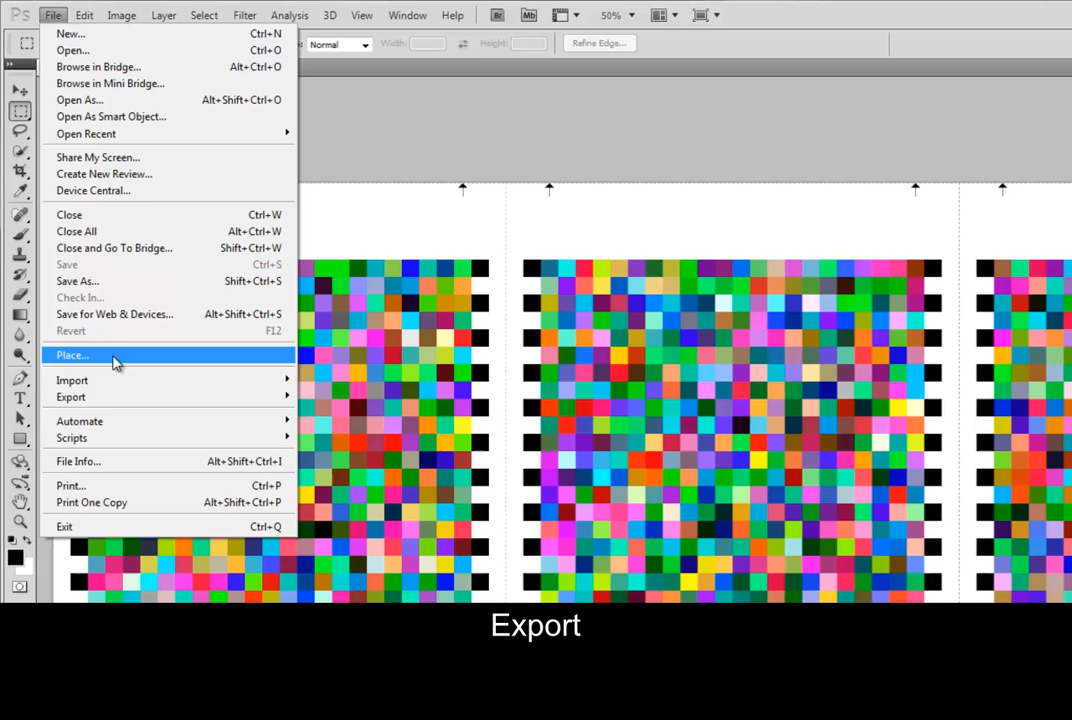 Ps File Edit Image Layer Select Filter Analysis 3D View Window Help Br Mb 50%
Normal Width: Height: Refine Edge...
New... Ctrl+N
Open... Ctrl+O
Browse in Bridge... Alt+Ctrl+O
Browse in Mini Bridge...
Open As... Alt+Shift+Ctrl+O
Open As Smart Object...
Open Recent
Share My Screen...
Create New Review...
Device Central...
Close Ctrl+W
Close All Alt+Ctrl+W
Close and Go To Bridge... Shift+Ctrl+W
Save Ctrl+S
Save As... Shift+Ctrl+S
Check In...
Save for Web & Devices... Alt+Shift+Ctrl+S
Revert F12
Place...
Import
Export
Automate
Scripts
File Info... Alt+Shift+Ctrl+I
Print... Ctrl+P
Print One Copy Alt+Shift+Ctrl+P
Exit Ctrl+Q
Export